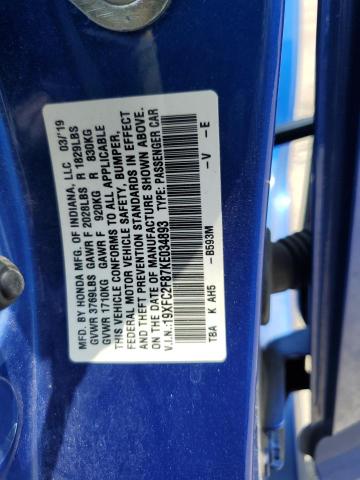 MFD. BY HONDA MFG. OF INDIANA, LLC 03/'19
GVWR 3769LBS GAWR F 2028LBS R 1829LBS
GVWR 1710KG GAWR F 920KG R 830KG
THIS VEHICLE CONFORMS TO ALL APPLICABLE
FEDERAL MOTOR VEHICLE SAFETY, BUMPER,
AND THEFT PREVENTION STANDARDS IN EFFECT
ON THE DATE OF MANUFACTURE SHOWN ABOVE.
V.I.N.:19XFC2F87KE034893 TYPE: PASSENGER CAR
TBA K AH5 -B593M -V -E